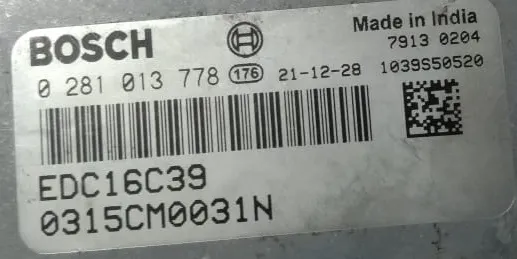 BOSCH
Made in India
7913 0204
0 281 013 778 176 21-12-28 1039S50520
EDC16C39
0315CM0031N